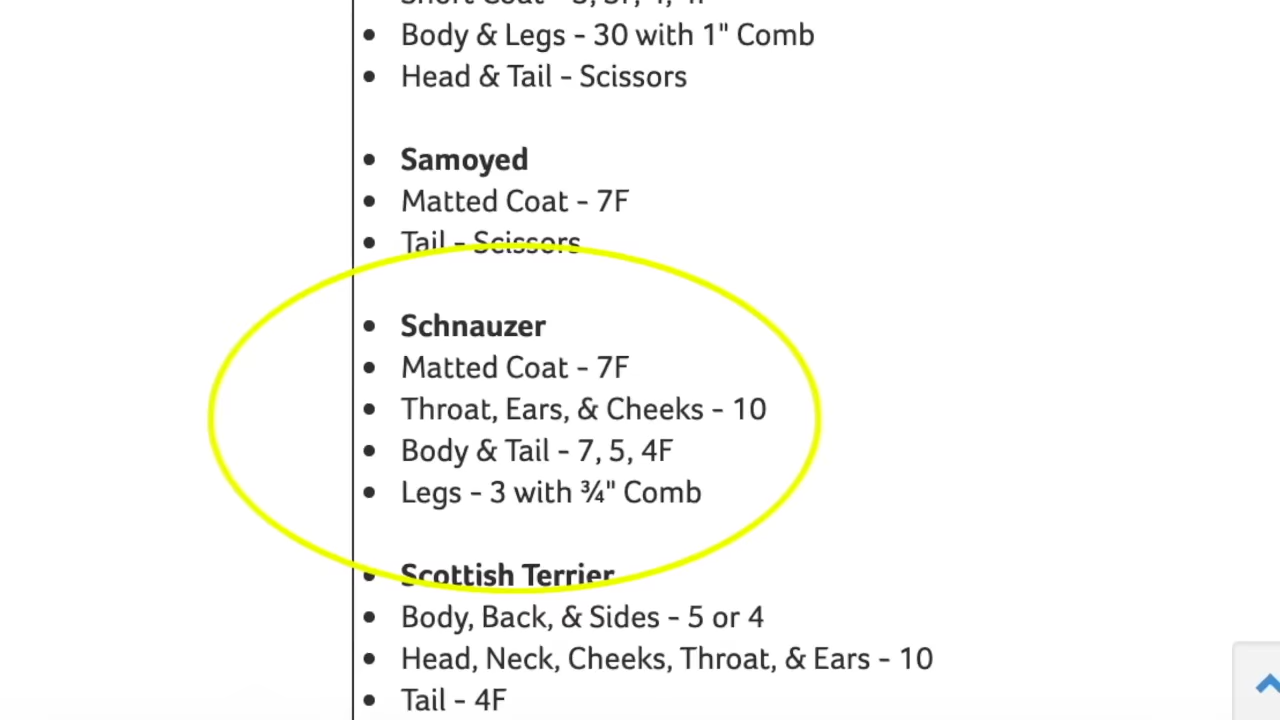 • Body & Legs - 30 with 1" Comb
• Head & Tail - Scissors
• Samoyed
• Matted Coat - 7F
• Tail - Scissors
• Schnauzer
• Matted Coat - 7F
• Throat, Ears, & Cheeks - 10
• Body & Tail - 7, 5, 4F
• Legs - 3 with ¾" Comb
• Scottish Terrier
• Body, Back, & Sides - 5 or 4
• Head, Neck, Cheeks, Throat, & Ears - 10
• Tail - 4F